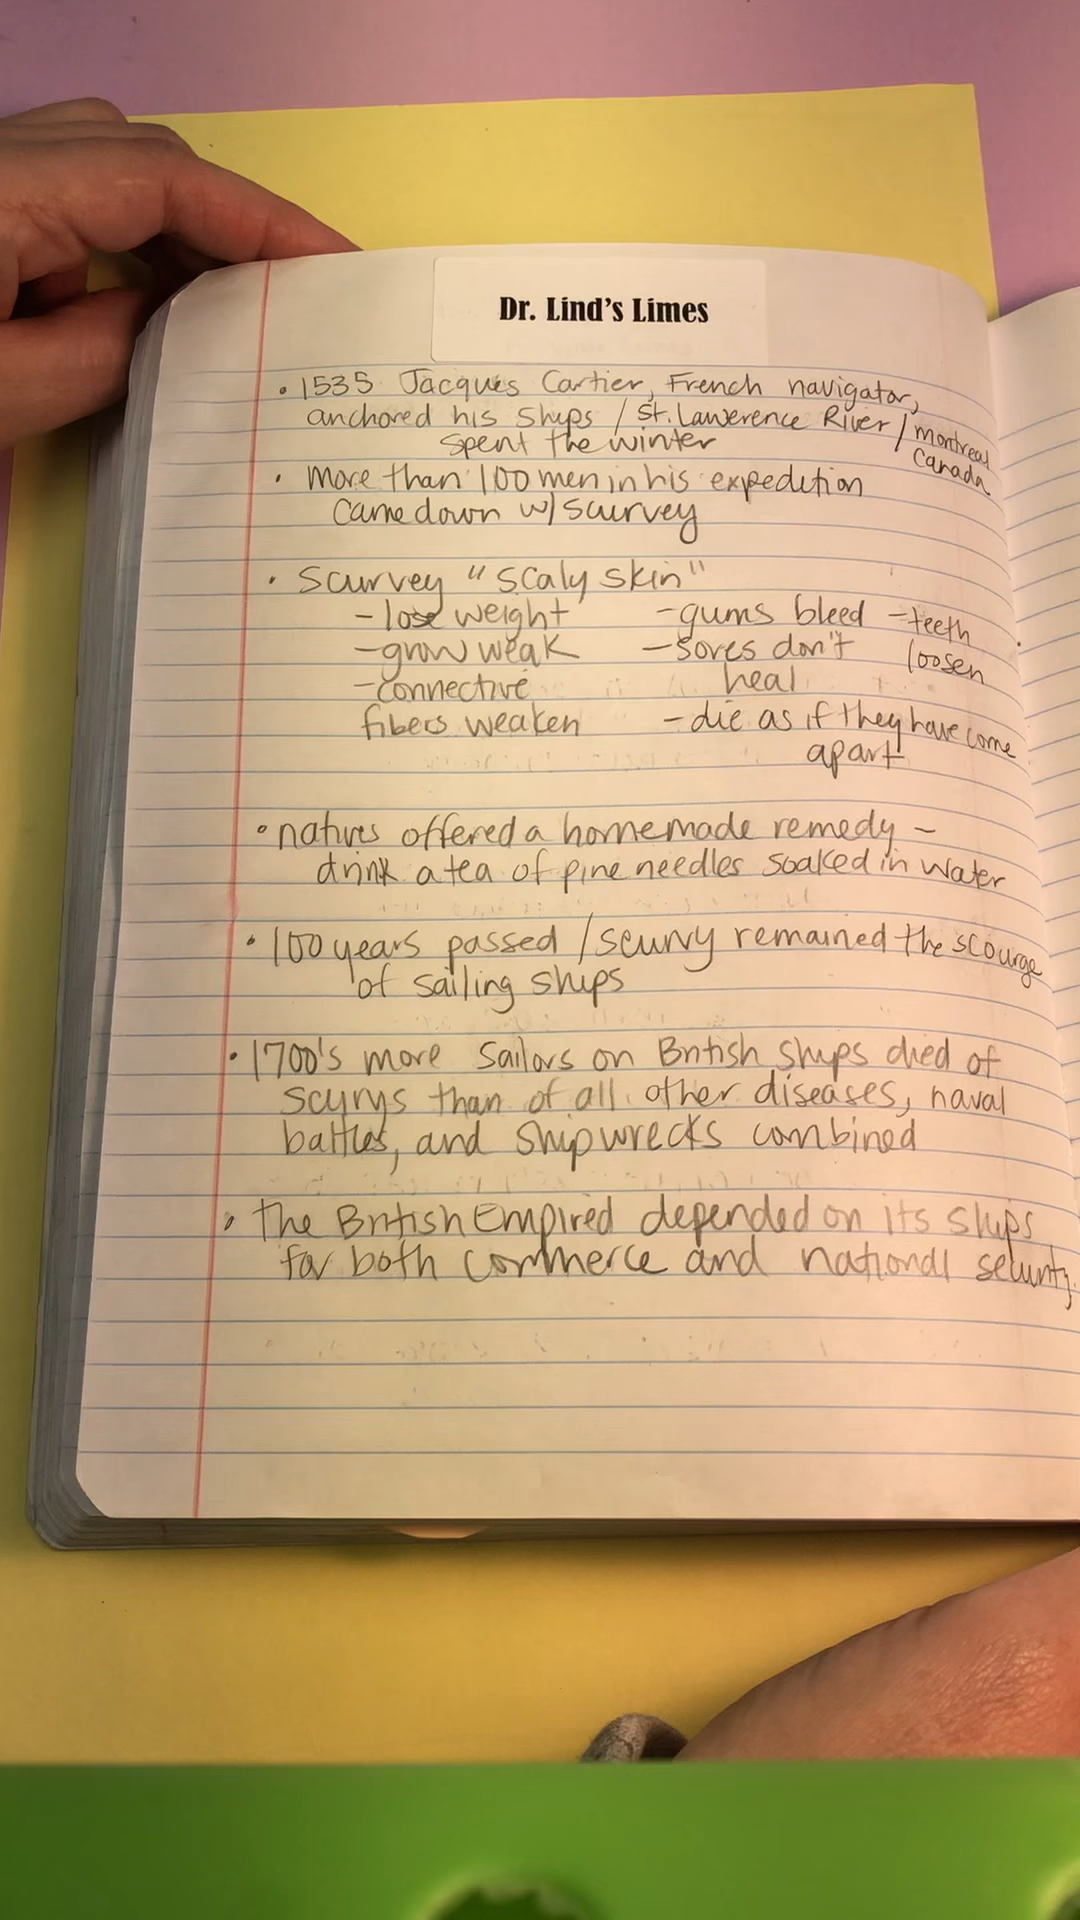 Dr. Lind's Limes
• 1535 Jacques Cartier, French navigator,
anchored his ships / St. Lawerence River / montreal
spent the winter Canada
• more than 100 men in his expedition
came down w/ scurvey
• scurvey "scaly skin"
- lose weight - gums bleed - teeth
- grow weak - sores don't loosen
- connective heal
fibers weaken - die as if they have come
apart
• natives offered a homemade remedy -
drink a tea of pine needles soaked in water
• 100 years passed / scurvy remained the scourge
of sailing ships
• 1700's more sailors on British ships died of
scyrys than of all other diseases, naval
battles, and shipwrecks combined
• The British Empired depended on its ships
for both commerce and national security.